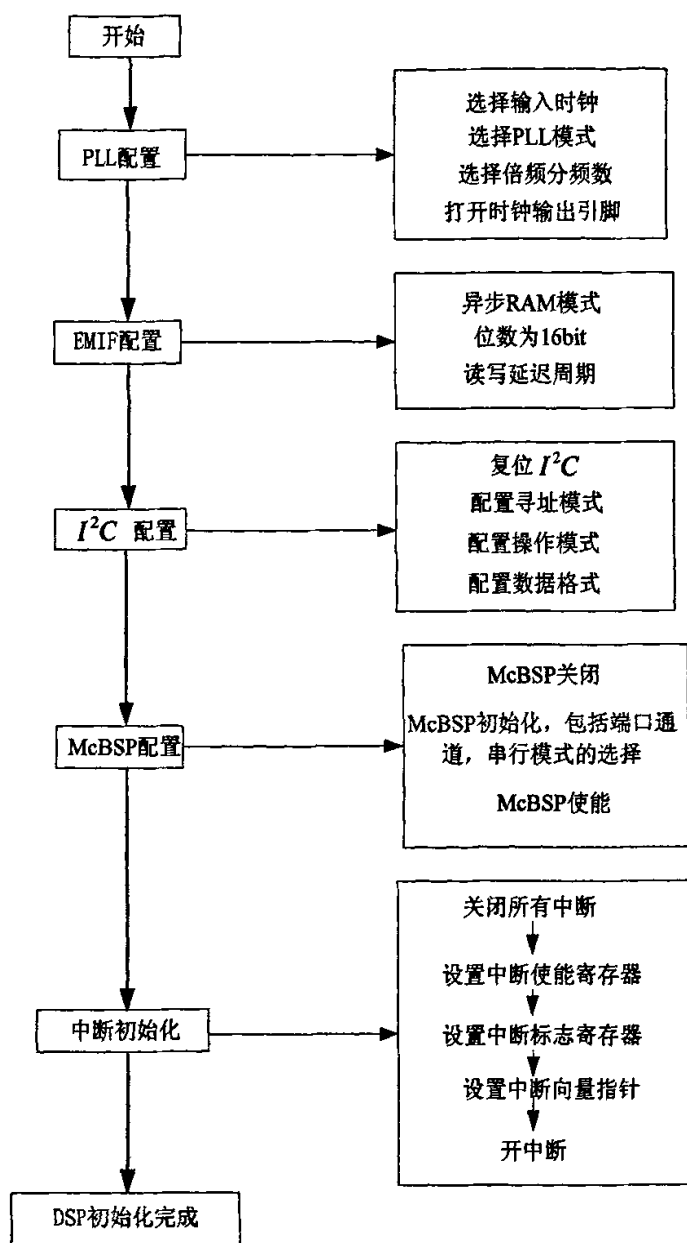 开始
PLL配置
选择输入时钟
选择PLL模式
选择倍频分频数
打开时钟输出引脚
EMIF配置
异步RAM模式
位数为16bit
读写延迟周期
I²C 配置
复位 I²C
配置寻址模式
配置操作模式
配置数据格式
McBSP配置
McBSP关闭
McBSP初始化，包括端口通
道，串行模式的选择
McBSP使能
中断初始化
关闭所有中断
设置中断使能寄存器
设置中断标志寄存器
设置中断向量指针
开中断
DSP初始化完成